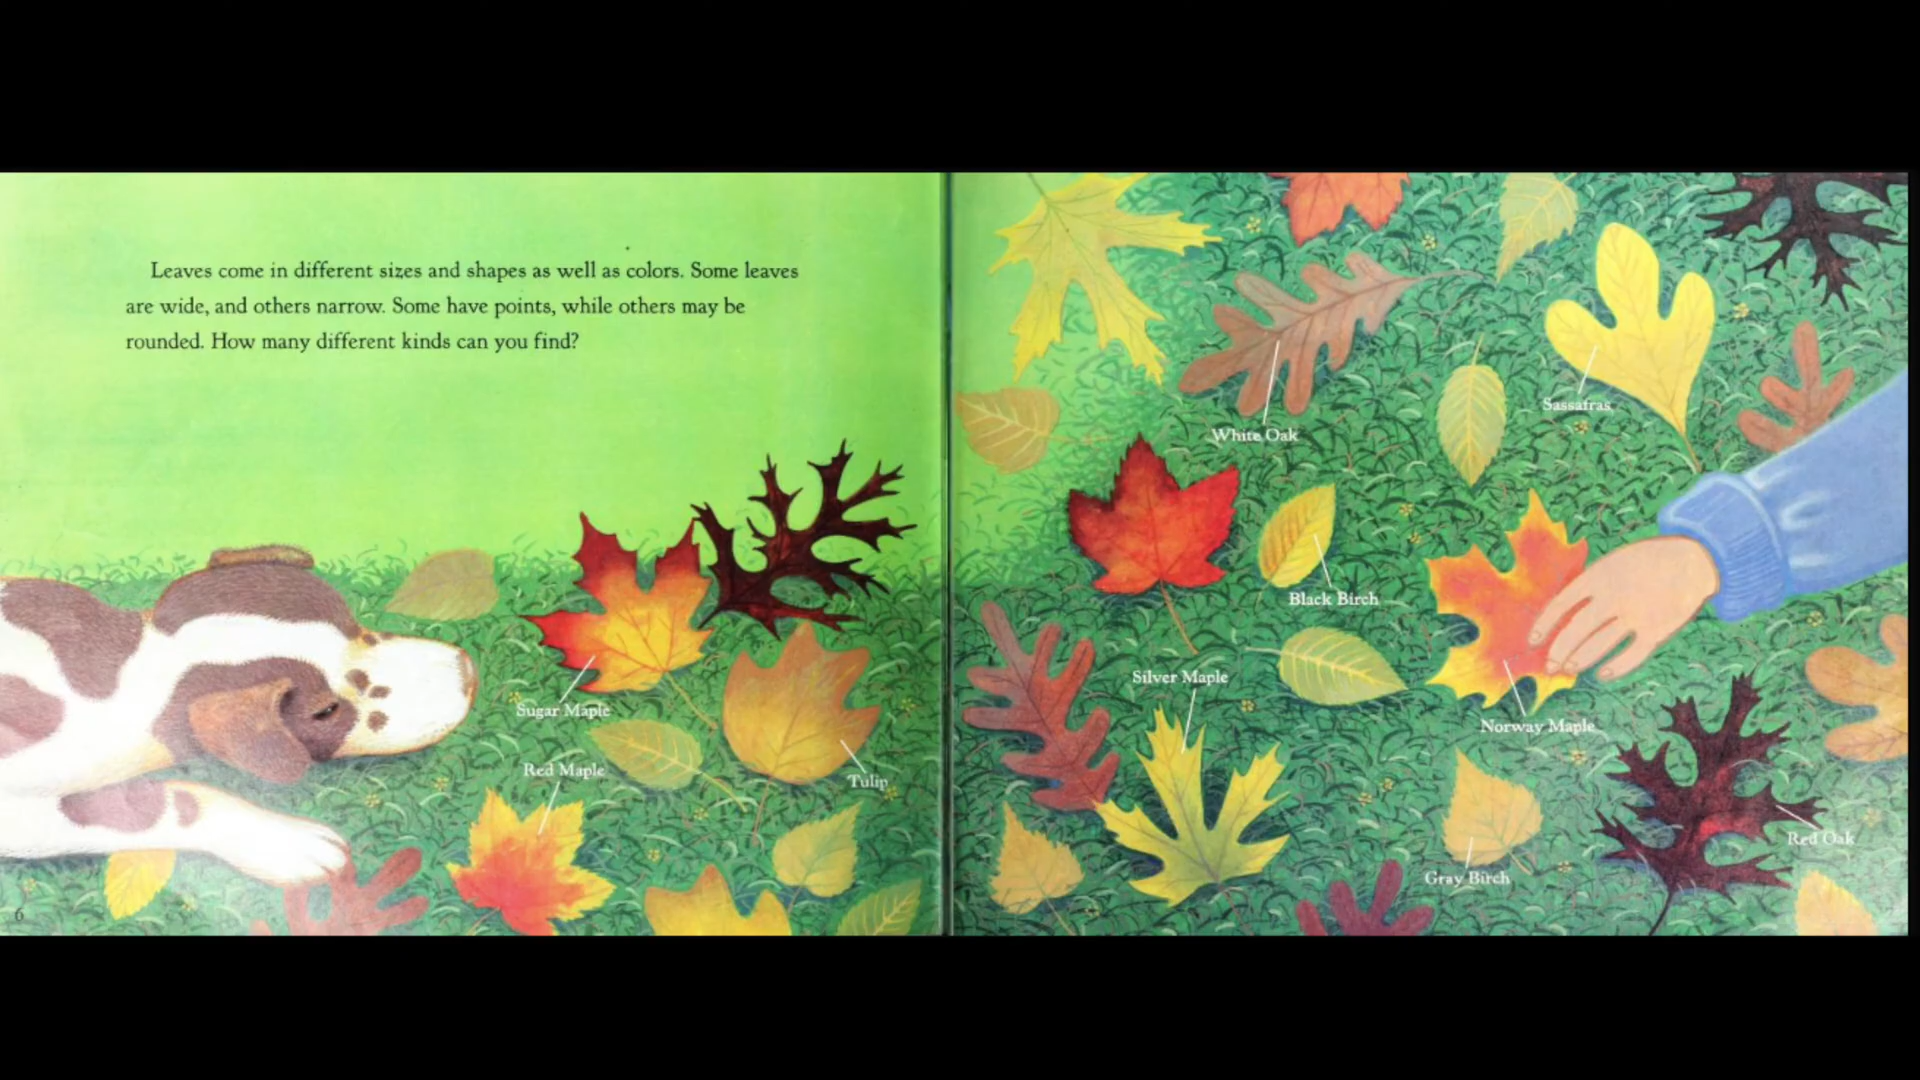 Leaves come in different sizes and shapes as well as colors. Some leaves
are wide, and others narrow. Some have points, while others may be
rounded. How many different kinds can you find?
Sugar Maple
Red Maple
Tulip
6
White Oak
Sassafras
Black Birch
Silver Maple
Norway Maple
Gray Birch
Red Oak